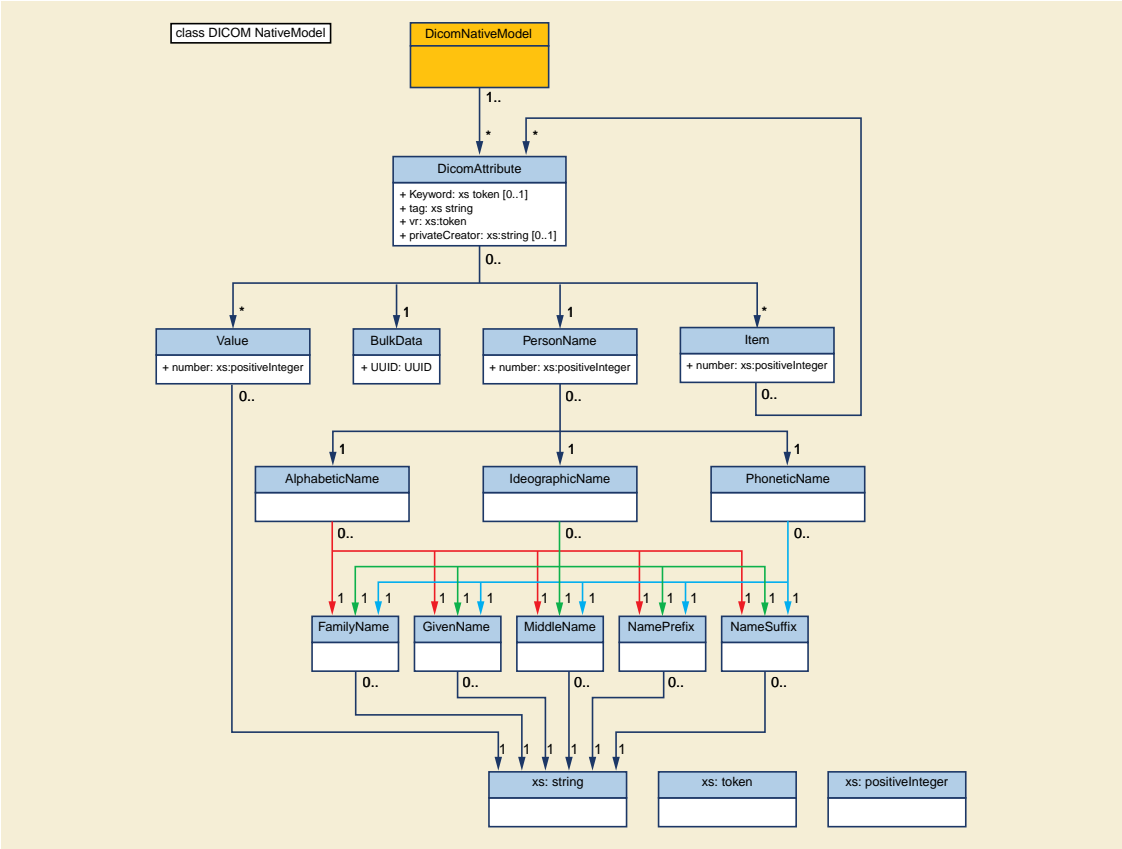 class DICOM NativeModel
DicomNativeModel
1..
* *
DicomAttribute
+ Keyword: xs token [0..1]
+ tag: xs string
+ vr: xs:token
+ privateCreator: xs:string [0..1]
0..
* 1 1 *
Value BulkData PersonName Item
+ number: xs:positiveInteger + UUID: UUID + number: xs:positiveInteger + number: xs:positiveInteger
0.. 0.. 0..
1 1 1
AlphabeticName IdeographicName PhoneticName
0.. 0.. 0..
1 1 1 1 1 1 1 1 1 1 1 1 1 1 1
FamilyName GivenName MiddleName NamePrefix NameSuffix
0.. 0.. 0.. 0.. 0..
1 1 1 1 1 1
xs: string xs: token xs: positiveInteger